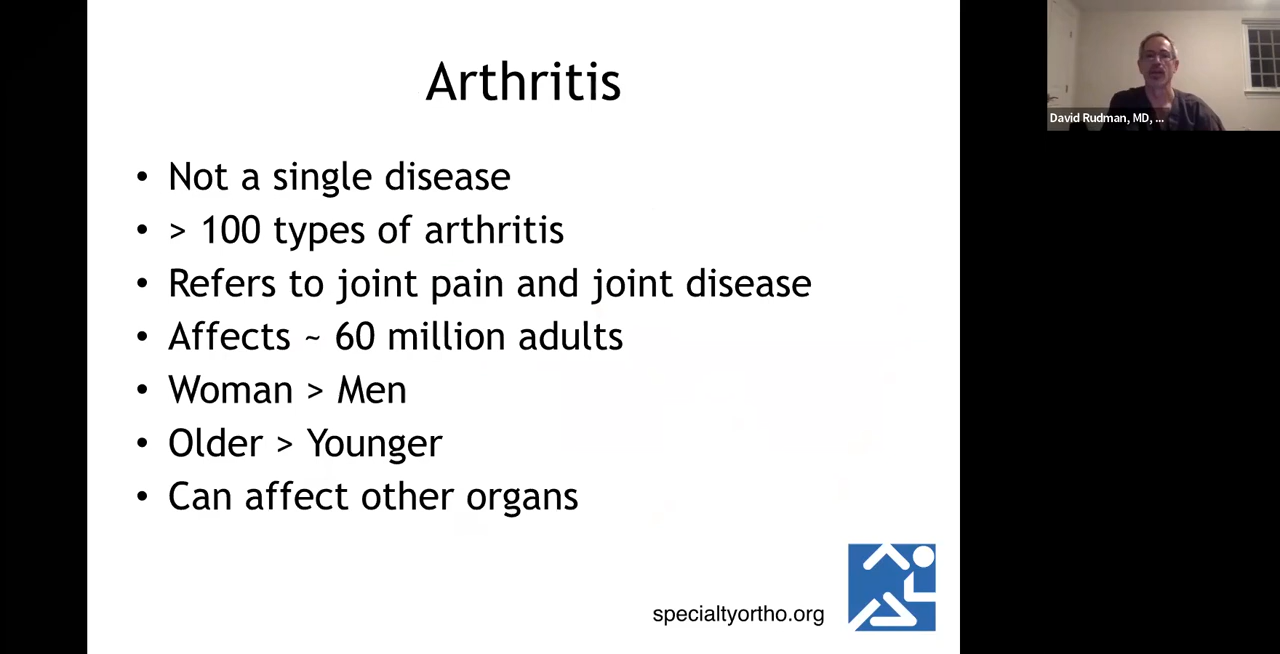 Arthritis
• Not a single disease
• > 100 types of arthritis
• Refers to joint pain and joint disease
• Affects ~ 60 million adults
• Woman > Men
• Older > Younger
• Can affect other organs
specialtyortho.org
David Rudman, MD, ...